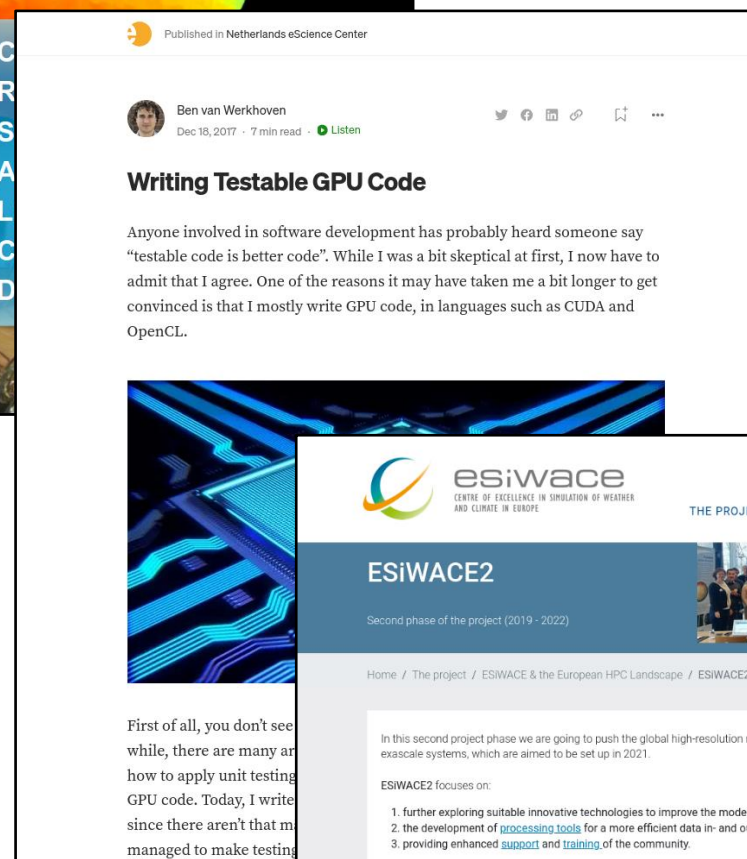 C
R
S
A
L
C
D
Published in Netherlands eScience Center
Ben van Werkhoven
Dec 18, 2017 · 7 min read · Listen
Writing Testable GPU Code
Anyone involved in software development has probably heard someone say
“testable code is better code”. While I was a bit skeptical at first, I now have to
admit that I agree. One of the reasons it may have taken me a bit longer to get
convinced is that I mostly write GPU code, in languages such as CUDA and
OpenCL.
First of all, you don’t see
while, there are many
how to apply unit testing
GPU code. Today, I write
since there aren’t that
managed to make testing
esiwace
CENTRE OF EXCELLENCE IN SIMULATION OF WEATHER
AND CLIMATE IN EUROPE
THE PROJ
ESiWACE2
Second phase of the project (2019 - 2022)
Home / The project / ESiWACE & the European HPC Landscape / ESiWACE2
In this second project phase we are going to push the global high-resolution
exascale systems, which are aimed to be set up in 2021.
ESiWACE2 focuses on:
1. further exploring suitable innovative technologies to improve the mode
2. the development of processing tools for a more efficient data in- and
3. providing enhanced support and training of the community.